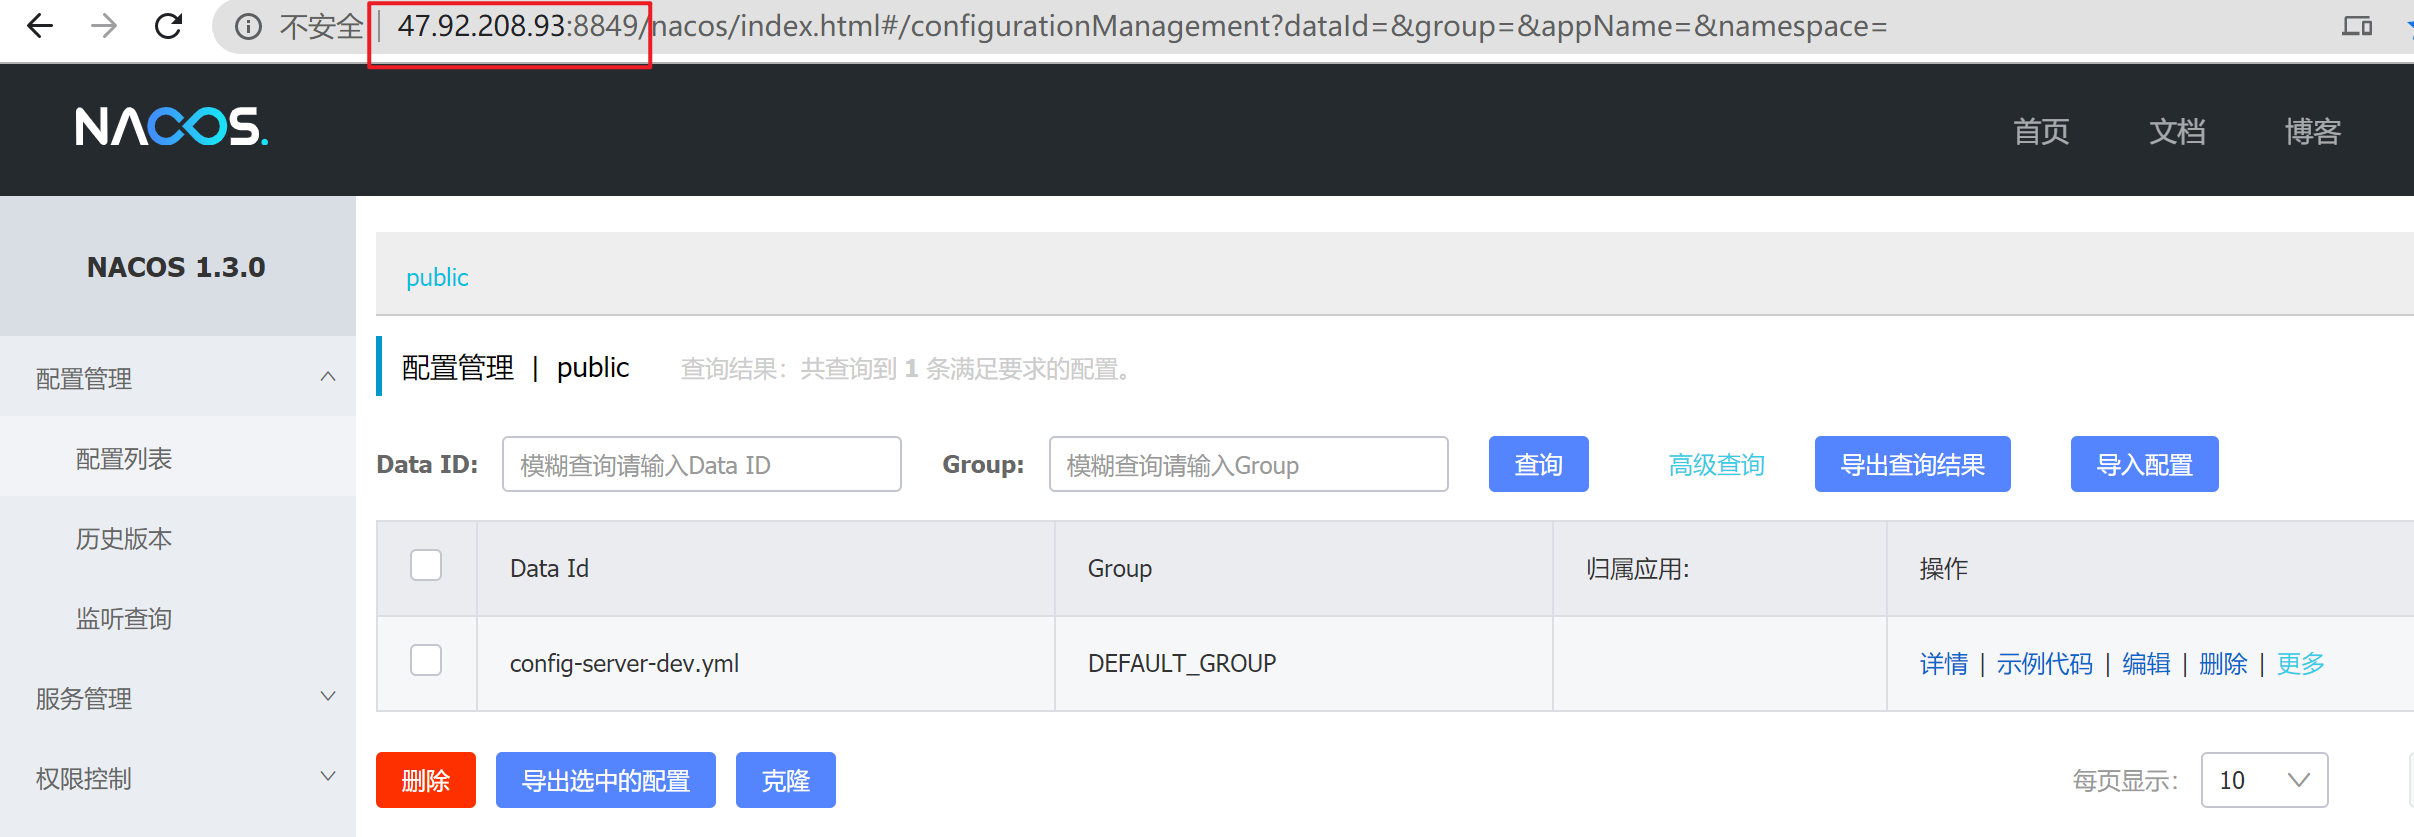 不安全 47.92.208.93:8849/nacos/index.html#/configurationManagement?dataId=&group=&appName=&namespace=
NACOS.
首页 文档 博客
NACOS 1.3.0
public
配置管理 | public 查询结果：共查询到 1 条满足要求的配置。
配置管理
配置列表
历史版本
监听查询
服务管理
权限控制
Data ID: 模糊查询请输入Data ID Group: 模糊查询请输入Group 查询 高级查询 导出查询结果 导入配置
Data Id Group 归属应用: 操作
config-server-dev.yml DEFAULT_GROUP 详情 | 示例代码 | 编辑 | 删除 | 更多
删除 导出选中的配置 克隆 每页显示: 10